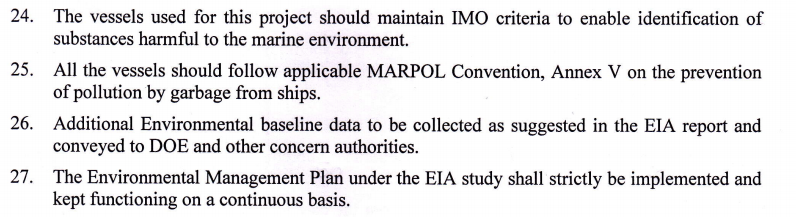 24. The vessels used for this project should maintain IMO criteria to enable identification of
substances harmful to the marine environment.
25. All the vessels should follow applicable MARPOL Convention, Annex V on the prevention
of pollution by garbage from ships.
26. Additional Environmental baseline data to be collected as suggested in the EIA report and
conveyed to DOE and other concern authorities.
27. The Environmental Management Plan under the EIA study shall strictly be implemented and
kept functioning on a continuous basis.